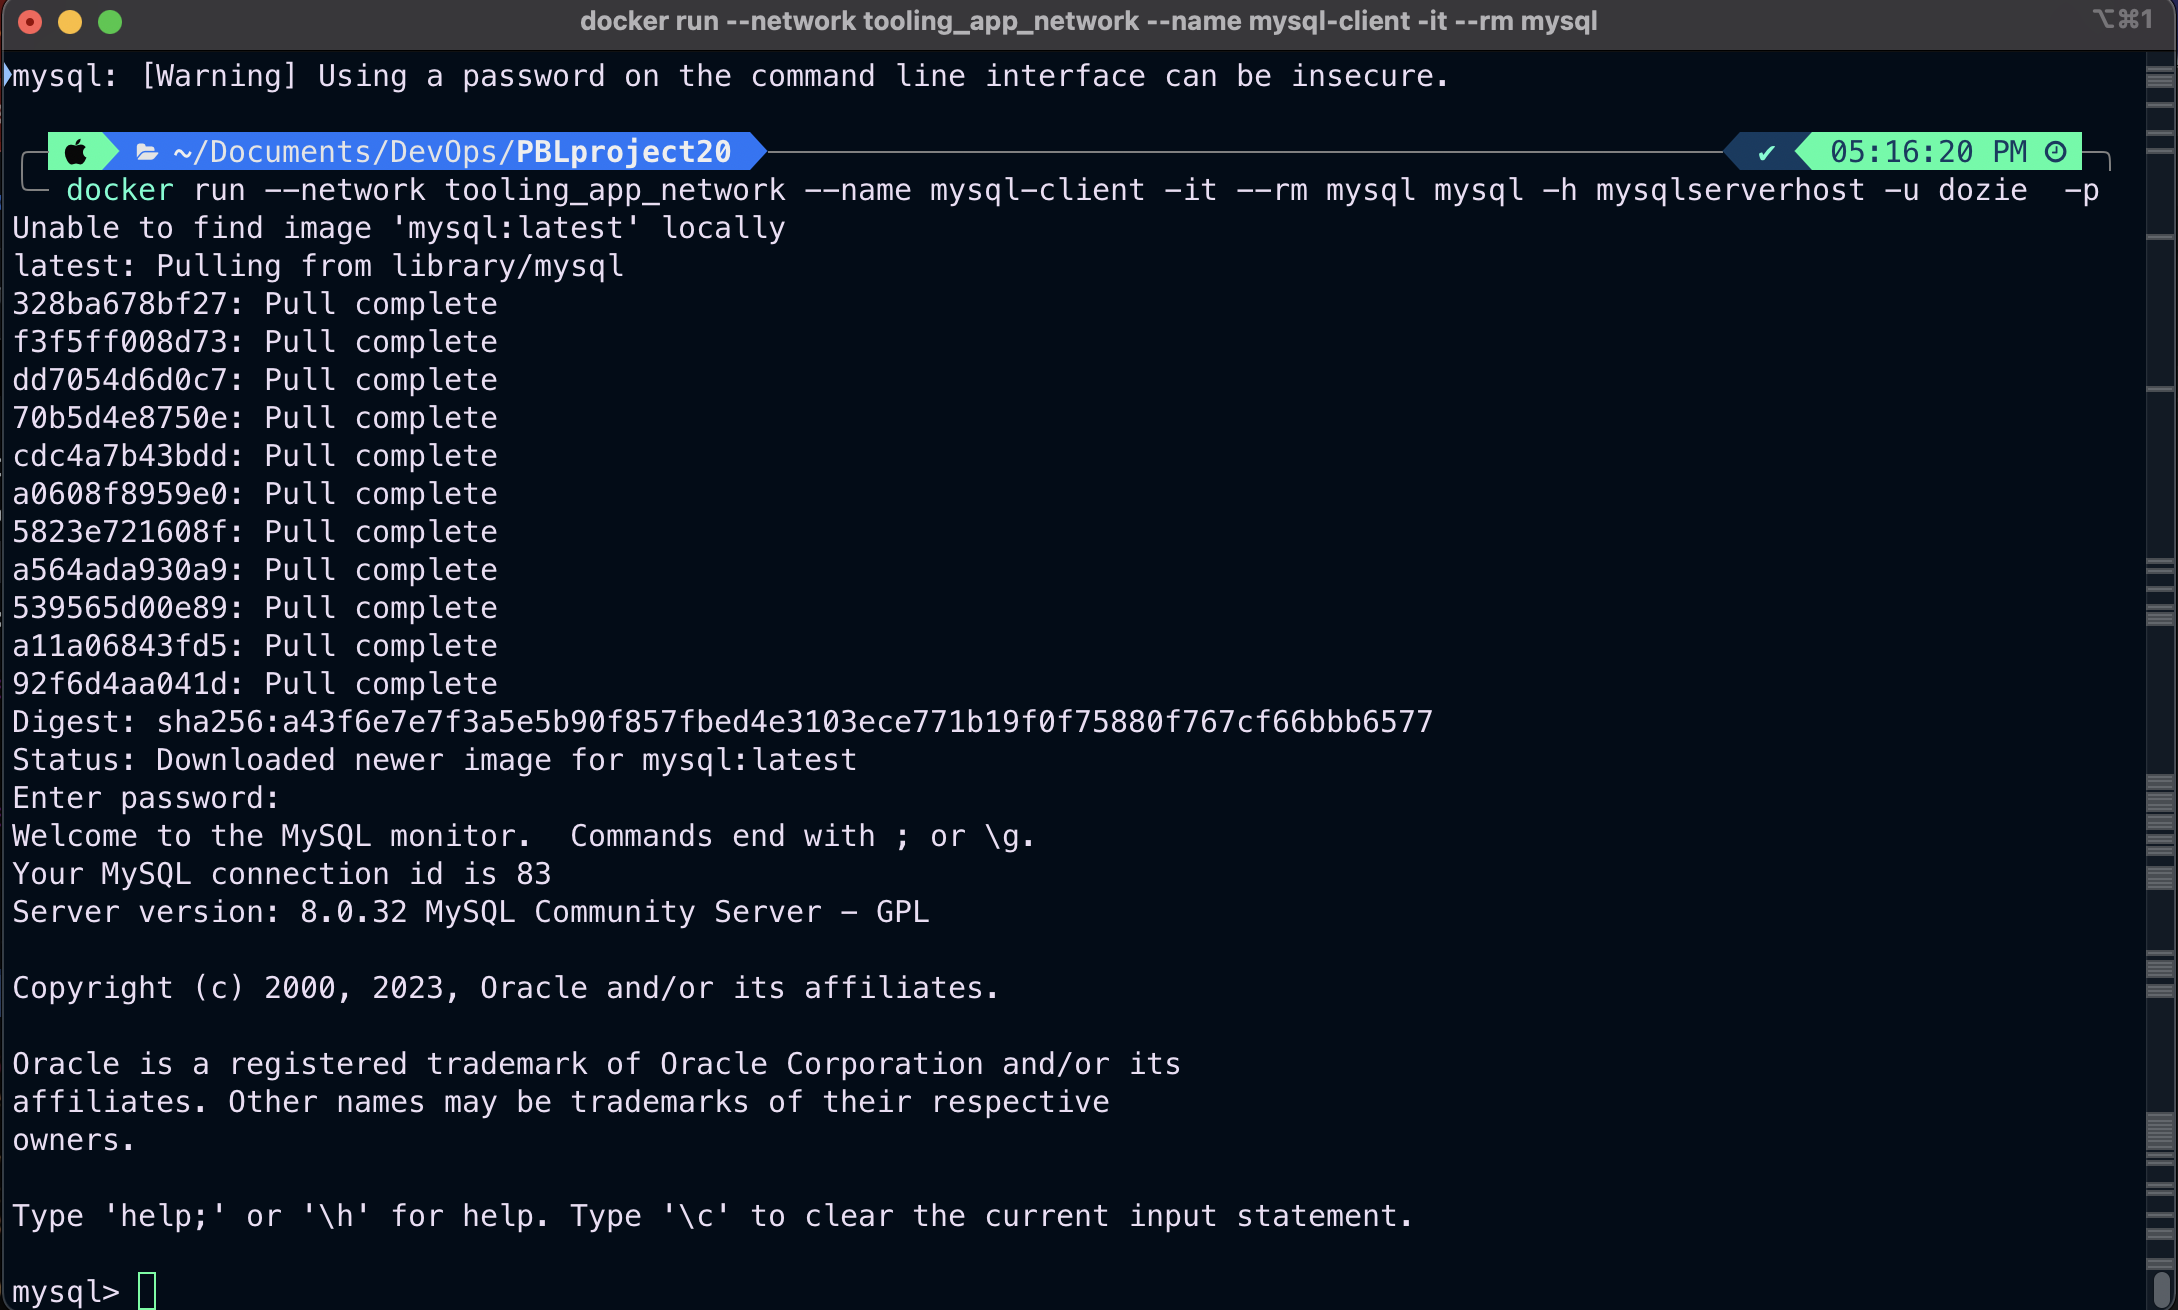 docker run --network tooling_app_network --name mysql-client -it --rm mysql
⌥⌘1
mysql: [Warning] Using a password on the command line interface can be insecure.
~/Documents/DevOps/PBLproject20 ✔ 05:16:20 PM
docker run --network tooling_app_network --name mysql-client -it --rm mysql mysql -h mysqlserverhost -u dozie  -p
Unable to find image 'mysql:latest' locally
latest: Pulling from library/mysql
328ba678bf27: Pull complete
f3f5ff008d73: Pull complete
dd7054d6d0c7: Pull complete
70b5d4e8750e: Pull complete
cdc4a7b43bdd: Pull complete
a0608f8959e0: Pull complete
5823e721608f: Pull complete
a564ada930a9: Pull complete
539565d00e89: Pull complete
a11a06843fd5: Pull complete
92f6d4aa041d: Pull complete
Digest: sha256:a43f6e7e7f3a5e5b90f857fbed4e3103ece771b19f0f75880f767cf66bbb6577
Status: Downloaded newer image for mysql:latest
Enter password:
Welcome to the MySQL monitor.  Commands end with ; or \g.
Your MySQL connection id is 83
Server version: 8.0.32 MySQL Community Server - GPL
Copyright (c) 2000, 2023, Oracle and/or its affiliates.
Oracle is a registered trademark of Oracle Corporation and/or its
affiliates. Other names may be trademarks of their respective
owners.
Type 'help;' or '\h' for help. Type '\c' to clear the current input statement.
mysql>